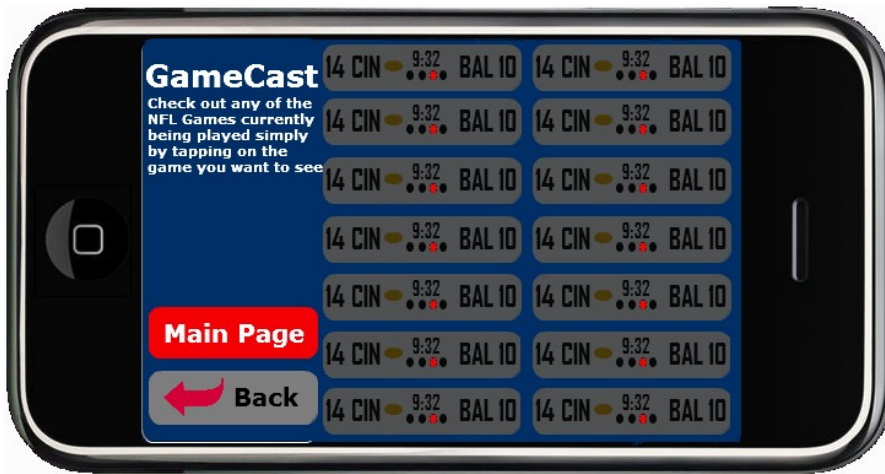 GameCast
Check out any of the
NFL Games currently
being played simply
by tapping on the
game you want to see
Main Page
Back
14 CIN 9:32 BAL 10 14 CIN 9:32 BAL 10
14 CIN 9:32 BAL 10 14 CIN 9:32 BAL 10
14 CIN 9:32 BAL 10 14 CIN 9:32 BAL 10
14 CIN 9:32 BAL 10 14 CIN 9:32 BAL 10
14 CIN 9:32 BAL 10 14 CIN 9:32 BAL 10
14 CIN 9:32 BAL 10 14 CIN 9:32 BAL 10
14 CIN 9:32 BAL 10 14 CIN 9:32 BAL 10